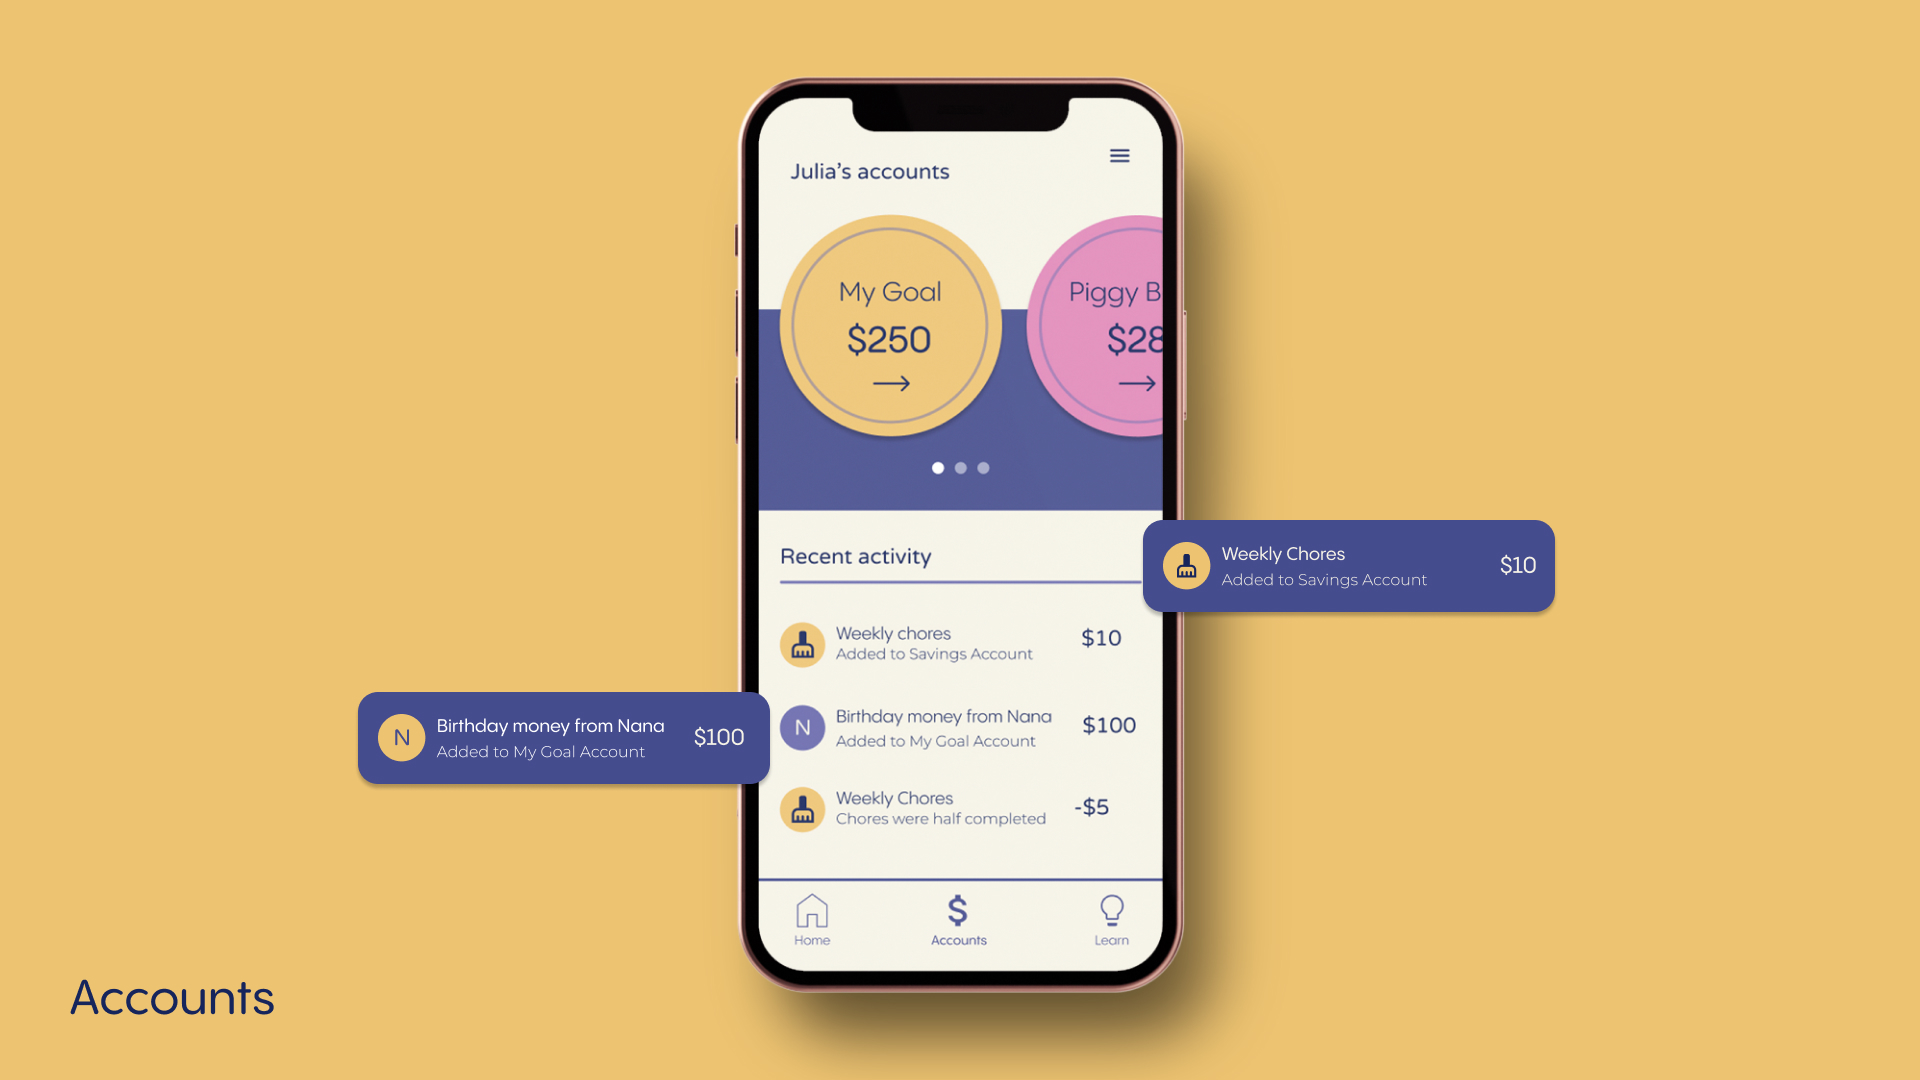 Julia's accounts
My Goal
$250
Piggy B
$28
Recent activity
Weekly chores
Added to Savings Account
$10
N
Birthday money from Nana
Added to My Goal Account
$100
Weekly Chores
Chores were half completed
-$5
$
Home
Accounts
Learn
Weekly Chores
Added to Savings Account
$10
N
Birthday money from Nana
Added to My Goal Account
$100
Accounts